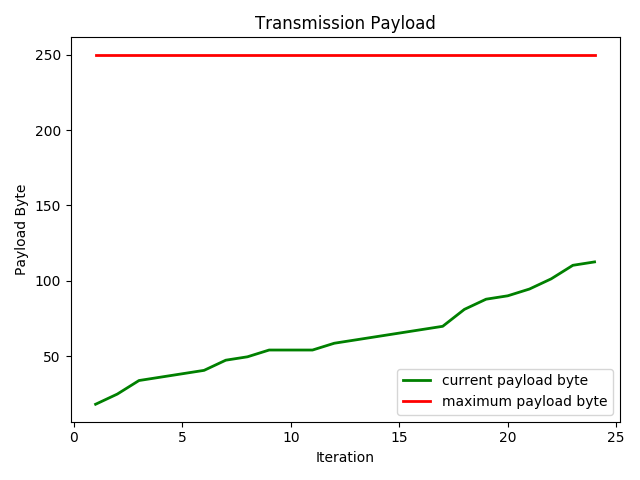 Transmission Payload
250
200
150
100
50
Payload Byte
0
5
10
15
20
25
Iteration
current payload byte
maximum payload byte